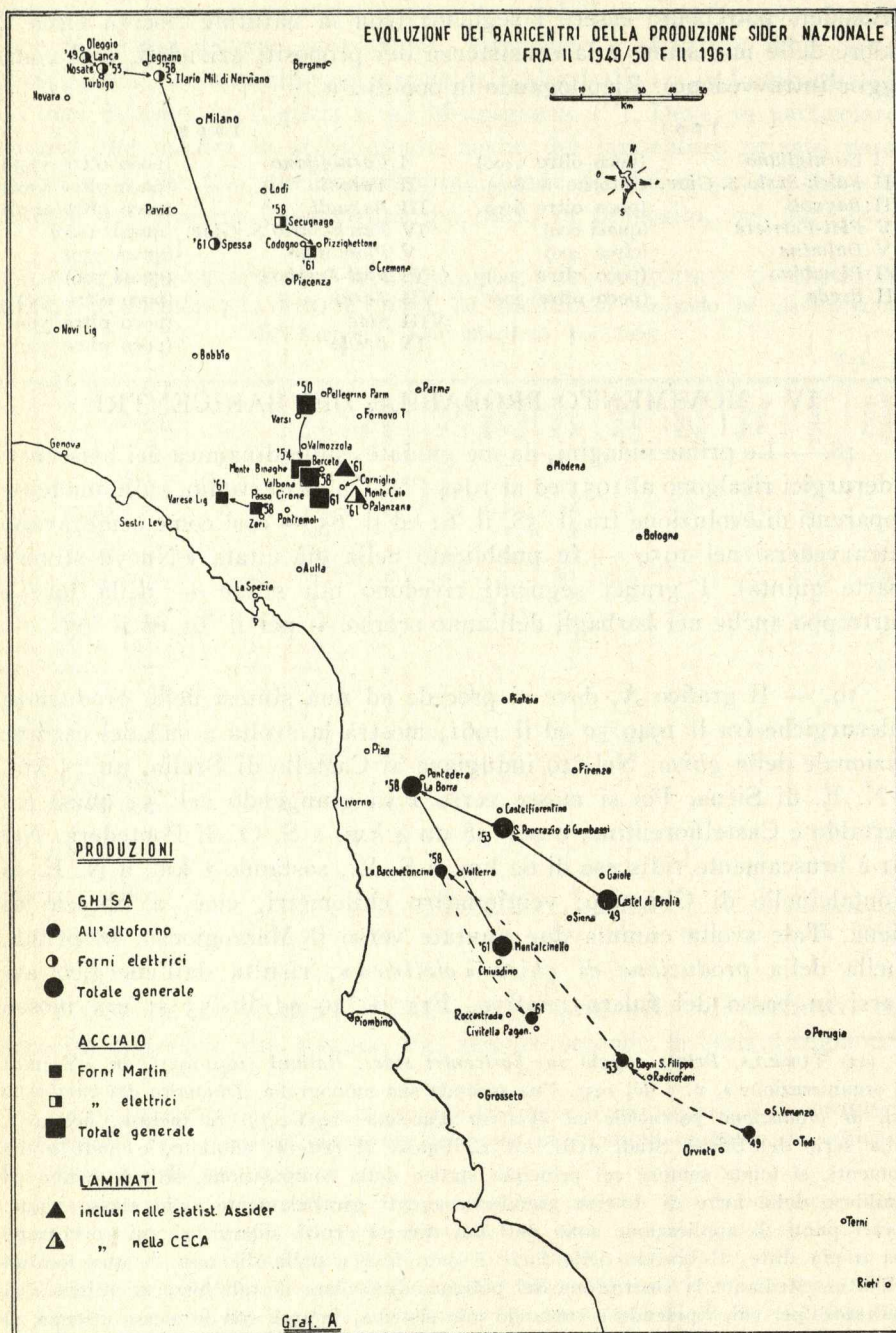 EVOLUZIONE DEI BARICENTRI DELLA PRODUZIONE SIDER NAZIONALE
FRA Il 1949/50 E Il 1961
0 10 20 30 40 50
Km
N
O
E
S
'49
Oleggio
Lanca
Nosate
'53
Turbigo
Legnano
S. Ilario Mil. di Nerviano
Bergamo
Novara
Milano
Lodi
'58
Secugnago
Pavia
'61 Spessa
Codogno
Pizzighettone
'61
Cremona
Piacenza
Novi Lig
Bobbio
'50
Pellegrino Parm
Parma
Varsi
Fornovo T
Genova
Valmozzola
'54
Monte Binaghe
Berceto
'61
Modena
Valbona
'58
Corniglio
'61
Passo Cirone
'61
Monte Caio
'61
Palanzano
Varese Lig
'58
Zeri
Pontremoli
Sestri Lev
Bologna
Aulla
La Spezia
Pistoia
Pisa
Firenze
'58
Pontedera
La Borra
Livorno
Castelfiorentino
'53
S. Pancrazio di Gambassi
'58
La Bacchetoncina
Volterra
Gaiole
Castel di Brolio
'49
Siena
'61
Montalcinello
Chiusdino
Roccastrada
'61
Civitella Pagan.
Piombino
Perugia
'53
Bagni S. Filippo
Radicofani
Grosseto
S. Venanzo
'49
Todi
Orvieto
Terni
Rieti
PRODUZIONI
GHISA
All'altoforno
Forni elettrici
Totale generale
ACCIAIO
Forni Martin
" elettrici
Totale generale
LAMINATI
inclusi nelle Statist Assider
" nella CECA
Graf. A